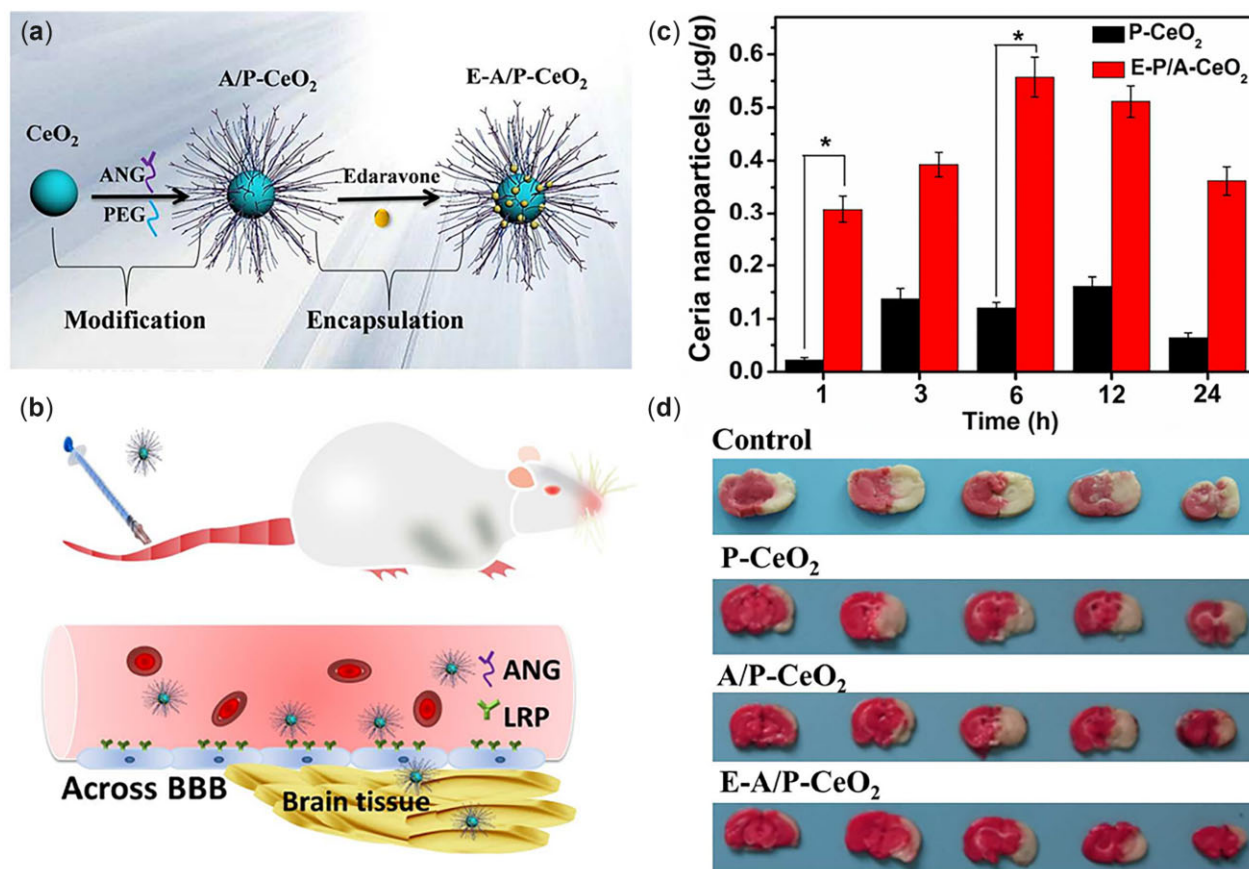 (a)
A/P-CeO₂
E-A/P-CeO₂
CeO₂
ANG
PEG
Edaravone
Modification
Encapsulation
(b)
ANG
LRP
Across BBB
Brain tissue
(c)
P-CeO₂
E-P/A-CeO₂
*
*
Ceria nanoparticels (μg/g)
0.6
0.5
0.4
0.3
0.2
0.1
0.0
1 3 6 12 24
Time (h)
(d)
Control
P-CeO₂
A/P-CeO₂
E-A/P-CeO₂